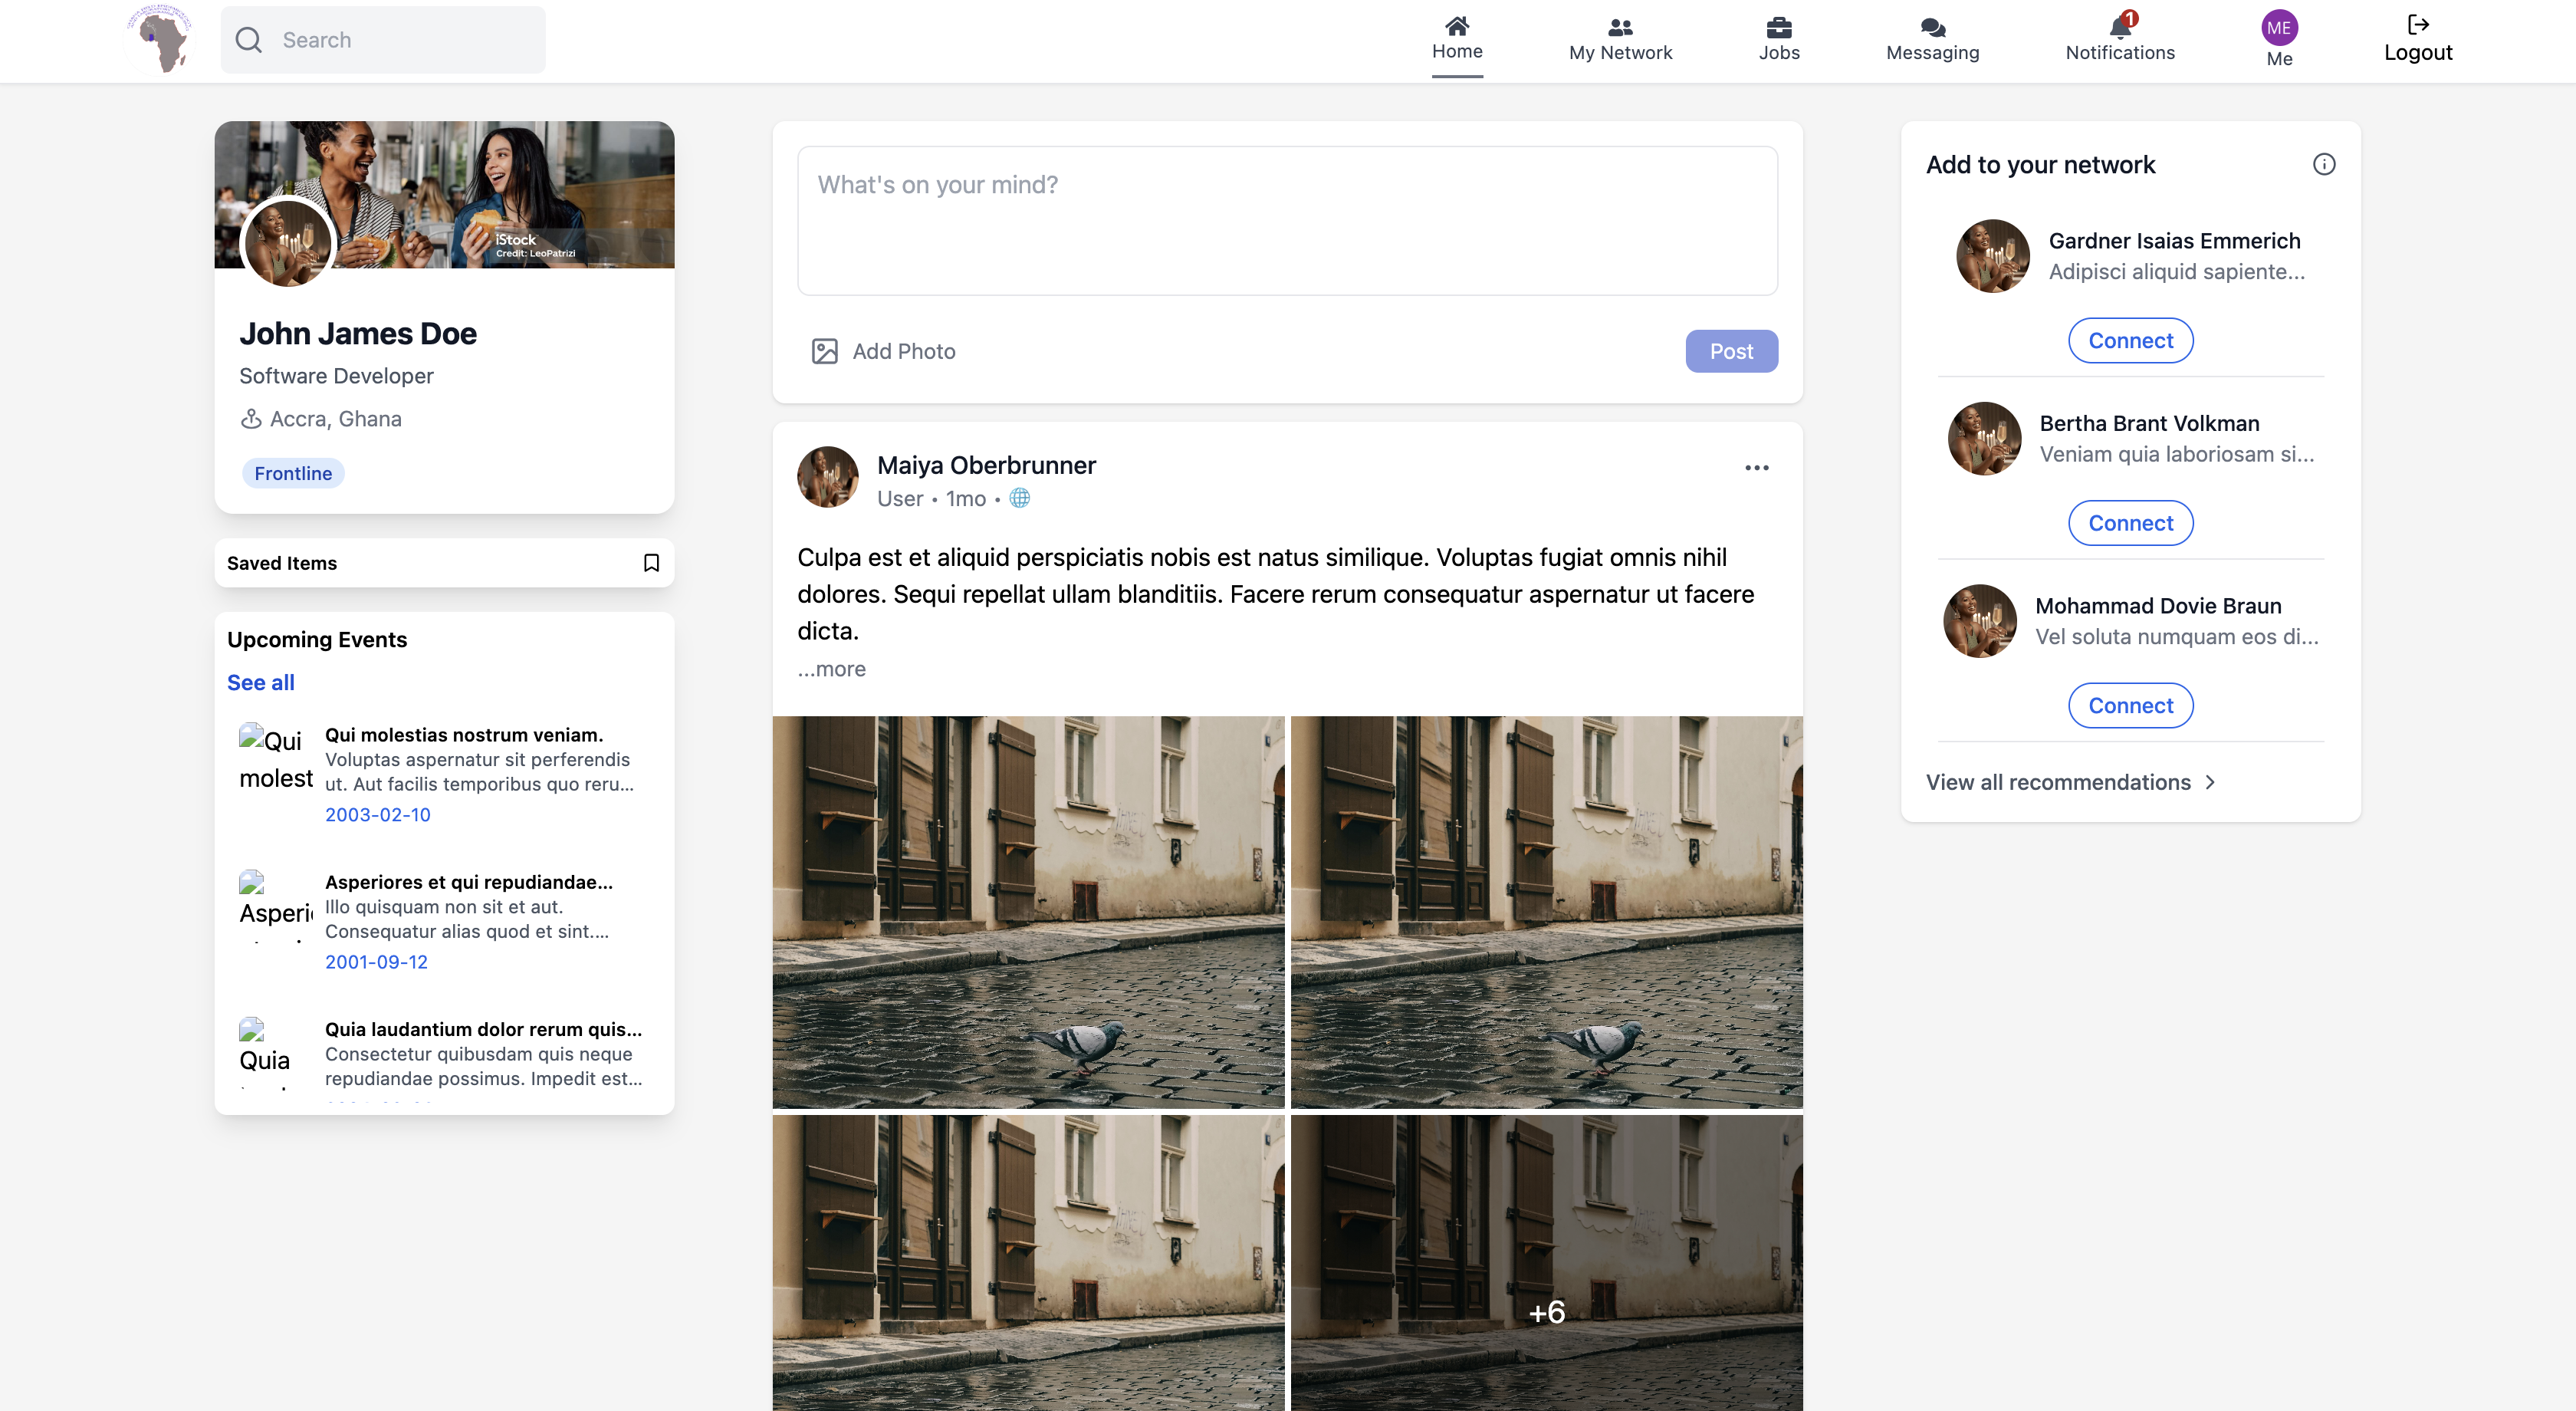 Search
Home
My Network
Jobs
Messaging
1
Notifications
ME
Me
Logout
iStock
Credit: LeoPatrizi
John James Doe
Software Developer
Accra, Ghana
Frontline
Saved Items
Upcoming Events
See all
Qui
molest
Qui molestias nostrum veniam.
Voluptas aspernatur sit perferendis
ut. Aut facilis temporibus quo reru...
2003-02-10
Asperi
Asperiores et qui repudiandae...
Illo quisquam non sit et aut.
Consequatur alias quod et sint....
2001-09-12
Quia
Quia laudantium dolor rerum quis...
Consectetur quibusdam quis neque
repudiandae possimus. Impedit est...
What's on your mind?
Add Photo
Post
Maiya Oberbrunner
User • 1mo •
Culpa est et aliquid perspiciatis nobis est natus similique. Voluptas fugiat omnis nihil
dolores. Sequi repellat ullam blanditiis. Facere rerum consequatur aspernatur ut facere
dicta.
...more
+6
Add to your network
Gardner Isaias Emmerich
Adipisci aliquid sapiente...
Connect
Bertha Brant Volkman
Veniam quia laboriosam si...
Connect
Mohammad Dovie Braun
Vel soluta numquam eos di...
Connect
View all recommendations